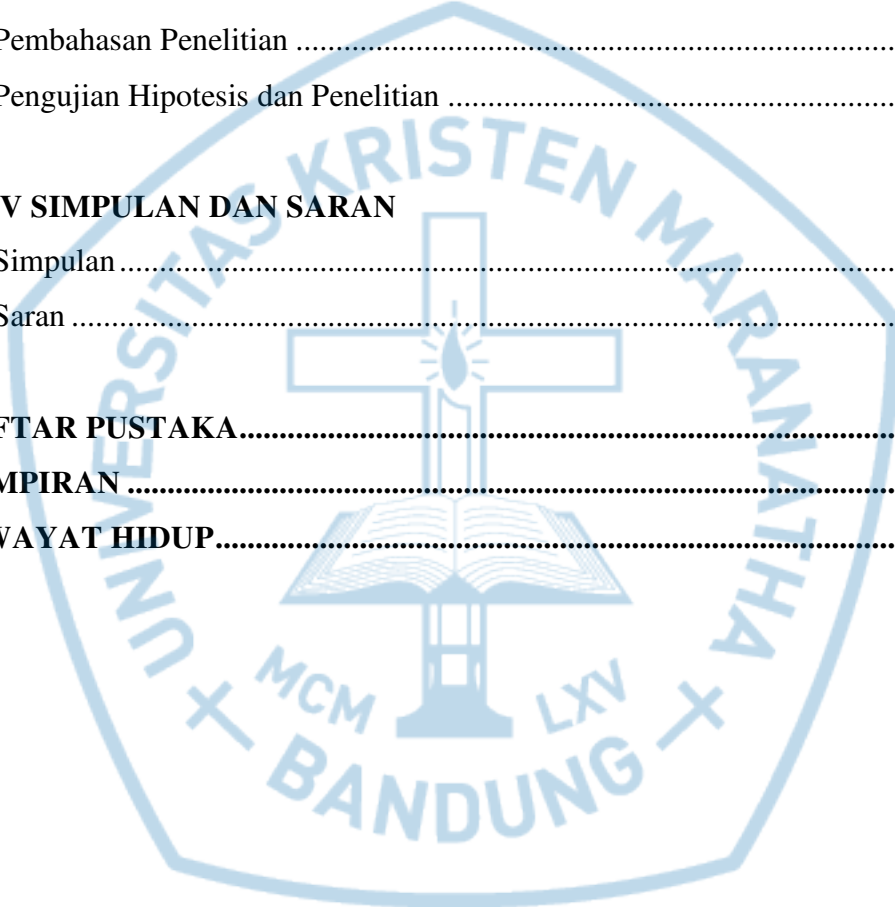 Pembahasan Penelitian ............................................................................
Pengujian Hipotesis dan Penelitian .........................................................
V SIMPULAN DAN SARAN
Simpulan ..................................................................................................
Saran ........................................................................................................
FTAR PUSTAKA...................................................................................
MPIRAN .................................................................................................
WAYAT HIDUP......................................................................................
UNIVERSITAS KRISTEN MARANATHA
MCM LXV
BANDUNG